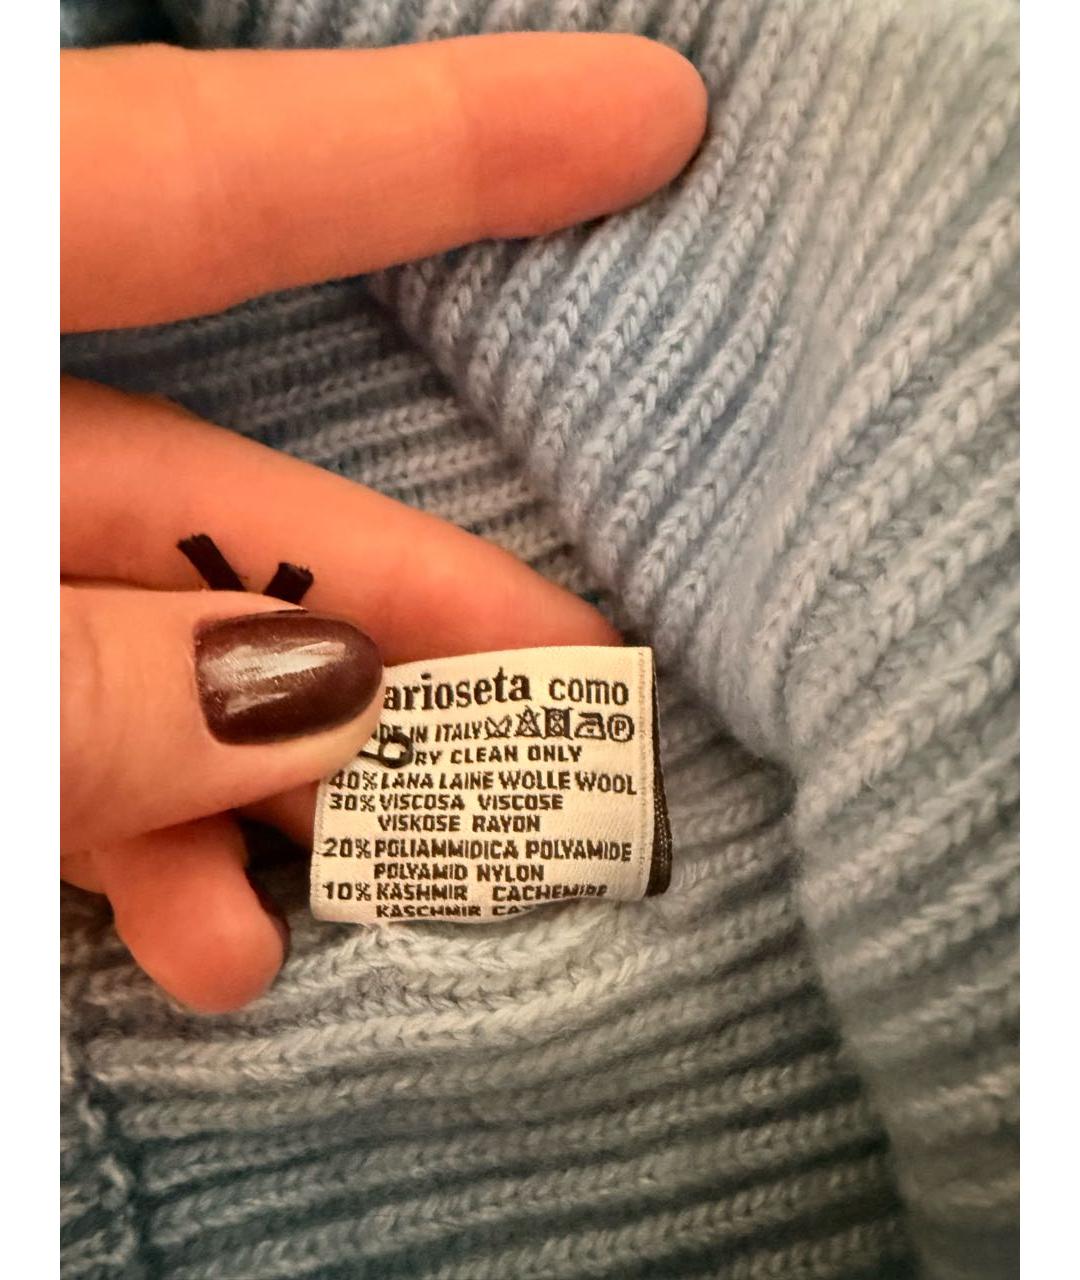 arioseta como
IN ITALY P
RY CLEAN ONLY
40% LANA LAINE WOLLE WOOL
30% VISCOSA VISCOSE
VISKOSE RAYON
20% POLIAMMIDICA POLYAMIDE
POLYAMID NYLON
10% KASHMIR CACHEMIRE
KASCHMIR